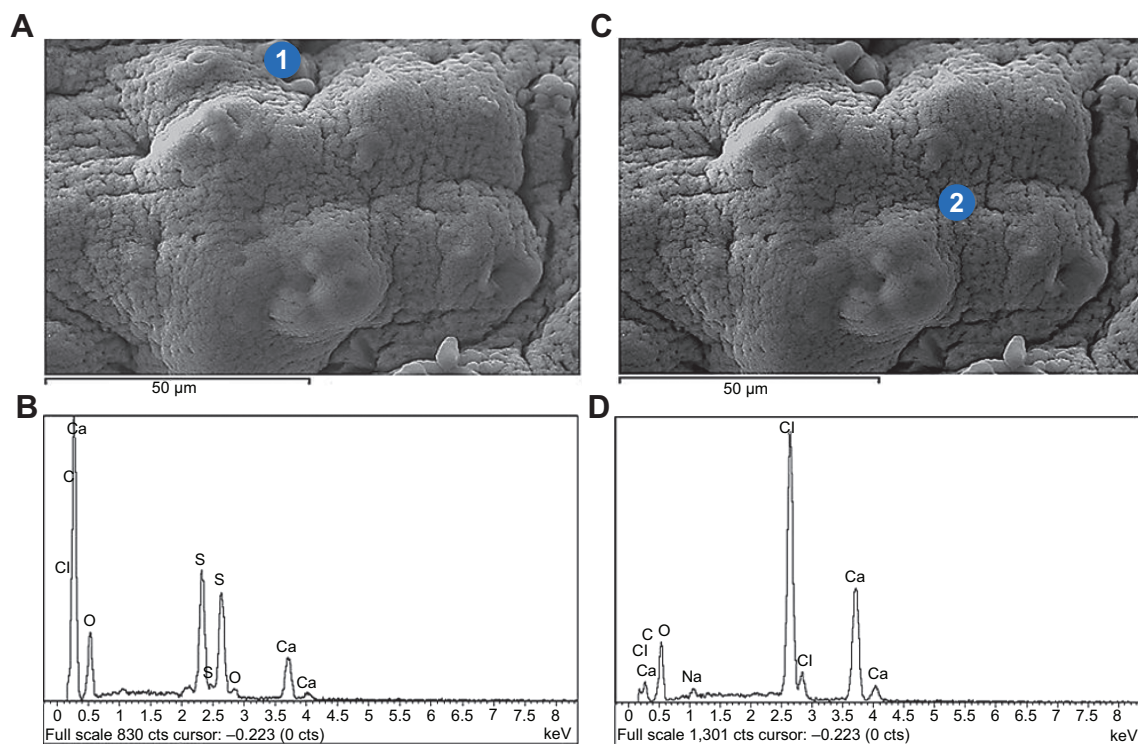 A
1
50 µm
C
2
50 µm
B
Ca
C
Cl
O
S
S
S
O
Ca
Ca
0 0.5 1 1.5 2 2.5 3 3.5 4 4.5 5 5.5 6 6.5 7 7.5 8
Full scale 830 cts cursor: –0.223 (0 cts) keV
D
Cl
Ca
C O
Cl
Ca
Na
Cl
Ca
0 0.5 1 1.5 2 2.5 3 3.5 4 4.5 5 5.5 6 6.5 7 7.5 8
Full scale 1,301 cts cursor: –0.223 (0 cts) keV